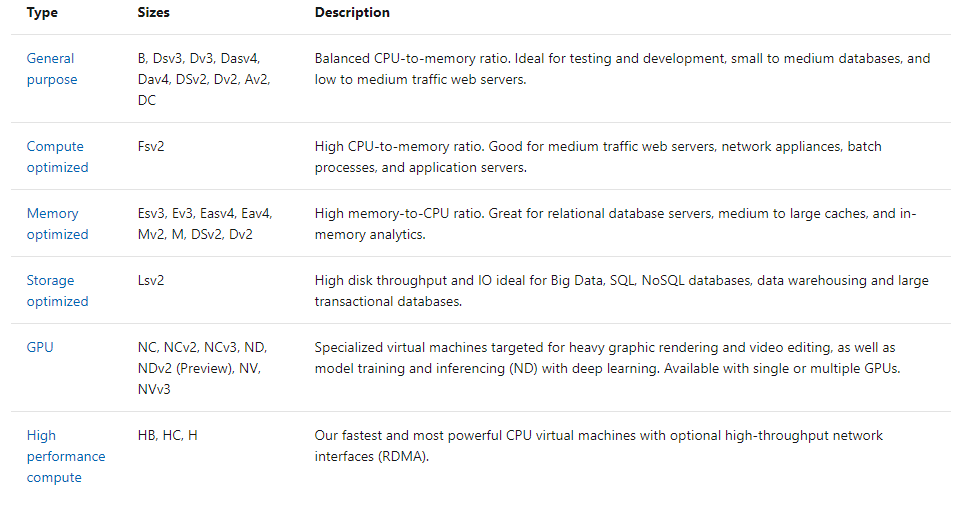 Type Sizes Description
General purpose B, Dsv3, Dv3, Dasv4, Dav4, DSv2, Dv2, Av2, DC Balanced CPU-to-memory ratio. Ideal for testing and development, small to medium databases, and low to medium traffic web servers.
Compute optimized Fsv2 High CPU-to-memory ratio. Good for medium traffic web servers, network appliances, batch processes, and application servers.
Memory optimized Esv3, Ev3, Easv4, Eav4, Mv2, M, DSv2, Dv2 High memory-to-CPU ratio. Great for relational database servers, medium to large caches, and in-memory analytics.
Storage optimized Lsv2 High disk throughput and IO ideal for Big Data, SQL, NoSQL databases, data warehousing and large transactional databases.
GPU NC, NCv2, NCv3, ND, NDv2 (Preview), NV, NVv3 Specialized virtual machines targeted for heavy graphic rendering and video editing, as well as model training and inferencing (ND) with deep learning. Available with single or multiple GPUs.
High performance compute HB, HC, H Our fastest and most powerful CPU virtual machines with optional high-throughput network interfaces (RDMA).